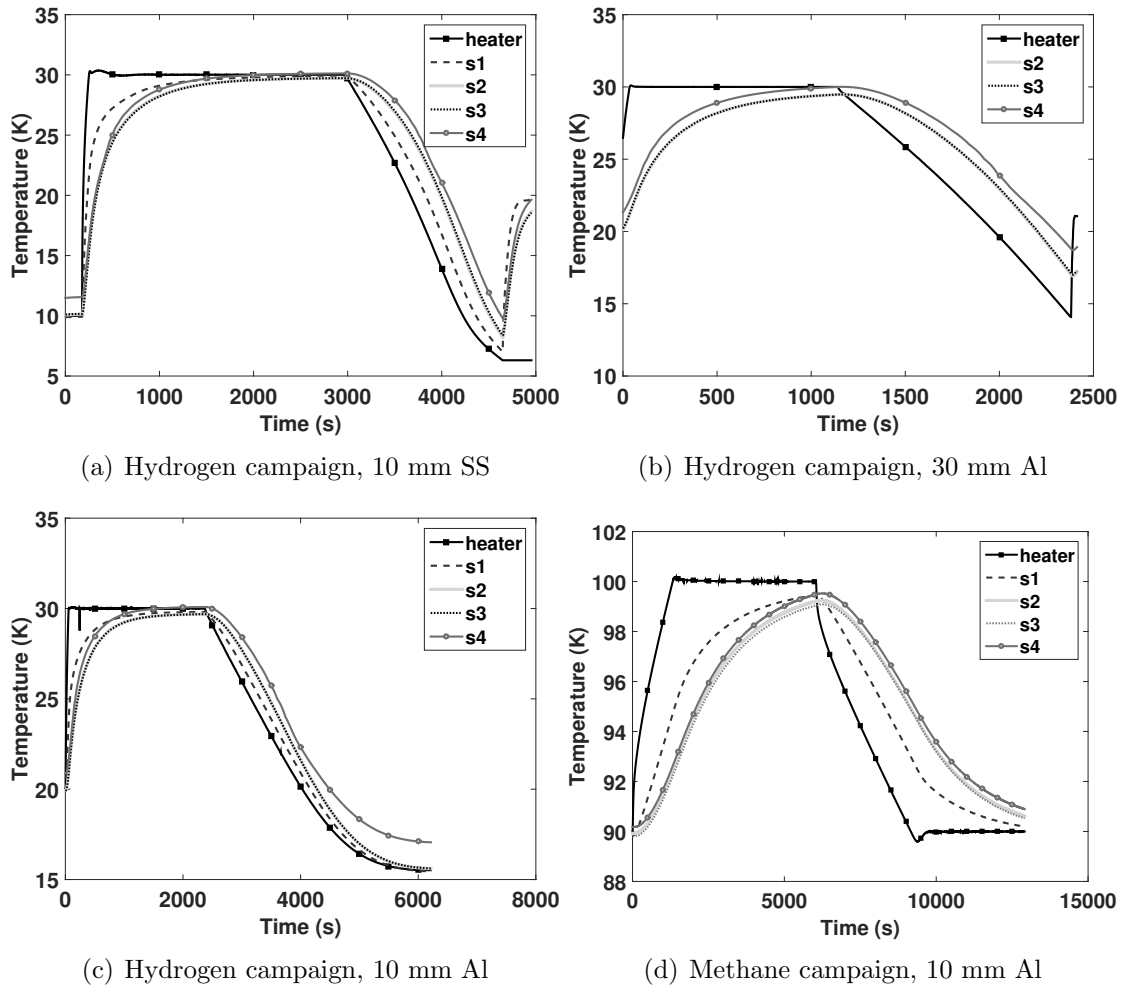 35
30
25
20
15
10
5
Temperature (K)
0 1000 2000 3000 4000 5000
Time (s)
heater
s1
s2
s3
s4
(a) Hydrogen campaign, 10 mm SS
35
30
25
20
15
10
Temperature (K)
0 500 1000 1500 2000 2500
Time (s)
heater
s2
s3
s4
(b) Hydrogen campaign, 30 mm Al
35
30
25
20
15
Temperature (K)
0 2000 4000 6000 8000
Time (s)
heater
s1
s2
s3
s4
(c) Hydrogen campaign, 10 mm Al
102
100
98
96
94
92
90
88
Temperature (K)
0 5000 10000 15000
Time (s)
heater
s1
s2
s3
s4
(d) Methane campaign, 10 mm Al